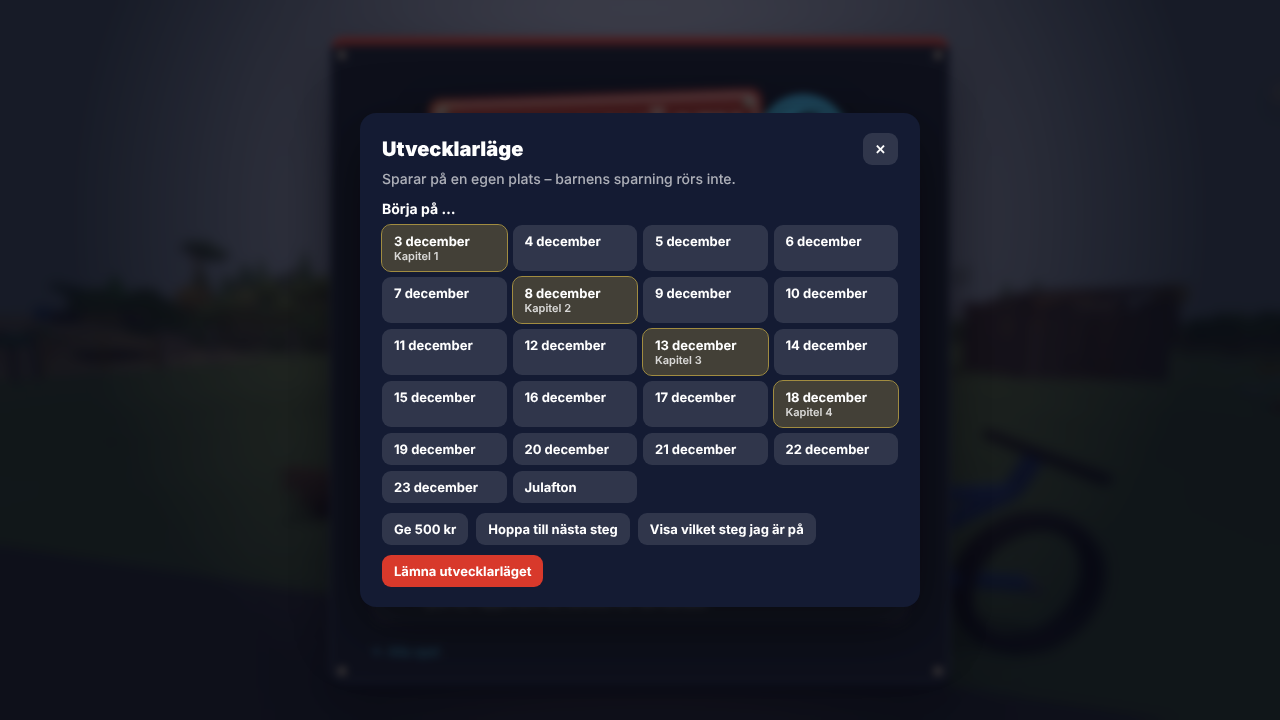 Utvecklarläge
×
Sparar på en egen plats – barnens sparning rörs inte.
Börja på ...
3 december
Kapitel 1
4 december
5 december
6 december
7 december
8 december
Kapitel 2
9 december
10 december
11 december
12 december
13 december
Kapitel 3
14 december
15 december
16 december
17 december
18 december
Kapitel 4
19 december
20 december
21 december
22 december
23 december
Julafton
Ge 500 kr
Hoppa till nästa steg
Visa vilket steg jag är på
Lämna utvecklarläget